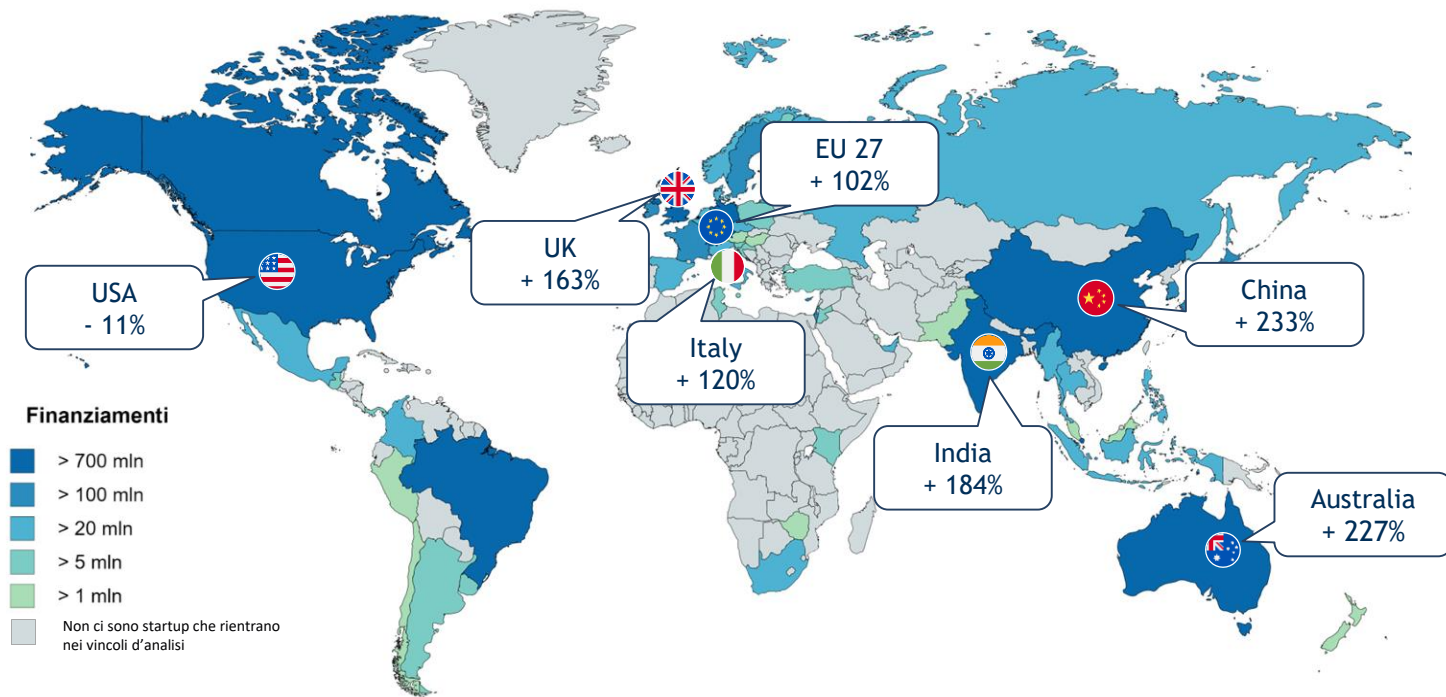 EU 27
+ 102%
UK
+ 163%
USA
- 11%
China
+ 233%
Italy
+ 120%
India
+ 184%
Australia
+ 227%
Finanziamenti
> 700 mln
> 100 mln
> 20 mln
> 5 mln
> 1 mln
Non ci sono startup che rientrano
nei vincoli d’analisi